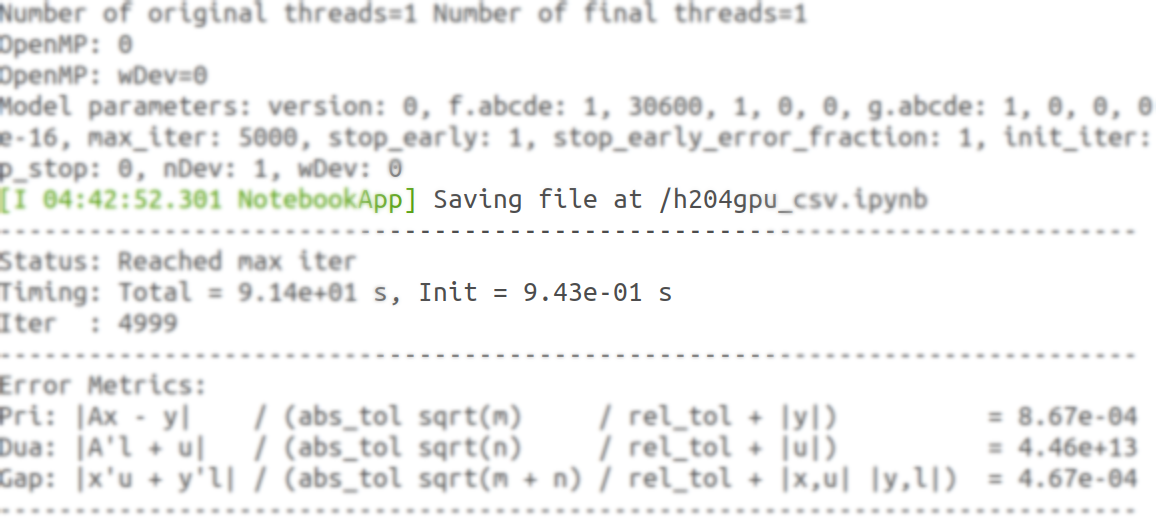 Number of original threads=1 Number of final threads=1
OpenMP: 0
OpenMP: wDev=0
Model parameters: version: 0, f.abcde: 1, 30600, 1, 0, 0, g.abcde: 1, 0, 0, 0
e-16, max_iter: 5000, stop_early: 1, stop_early_error_fraction: 1, init_iter:
p_stop: 0, nDev: 1, wDev: 0
[I 04:42:52.301 NotebookApp] Saving file at /h204gpu_csv.ipynb
----------------------------------------------------------------------------
Status: Reached max iter
Timing: Total = 9.14e+01 s, Init = 9.43e-01 s
Iter  : 4999
----------------------------------------------------------------------------
Error Metrics:
Pri: |Ax - y|    / (abs_tol sqrt(m)     / rel_tol + |y|)          = 8.67e-04
Dua: |A'l + u|   / (abs_tol sqrt(n)     / rel_tol + |u|)          = 4.46e+13
Gap: |x'u + y'l| / (abs_tol sqrt(m + n) / rel_tol + |x,u| |y,l|)  = 4.67e-04
----------------------------------------------------------------------------